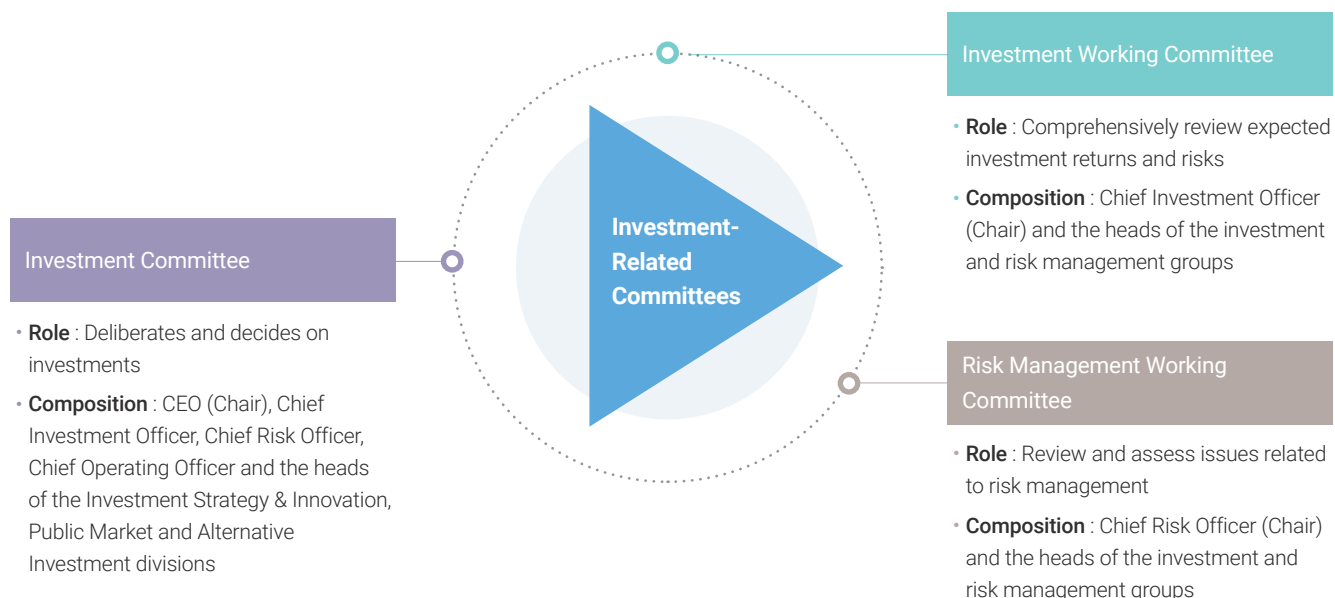 Investment Working Committee
• Role : Comprehensively review expected
investment returns and risks
• Composition : Chief Investment Officer
(Chair) and the heads of the investment
and risk management groups
Investment-
Related
Committees
Investment Committee
• Role : Deliberates and decides on
investments
• Composition : CEO (Chair), Chief
Investment Officer, Chief Risk Officer,
Chief Operating Officer and the heads
of the Investment Strategy & Innovation,
Public Market and Alternative
Investment divisions
Risk Management Working
Committee
• Role : Review and assess issues related
to risk management
• Composition : Chief Risk Officer (Chair)
and the heads of the investment and
risk management groups